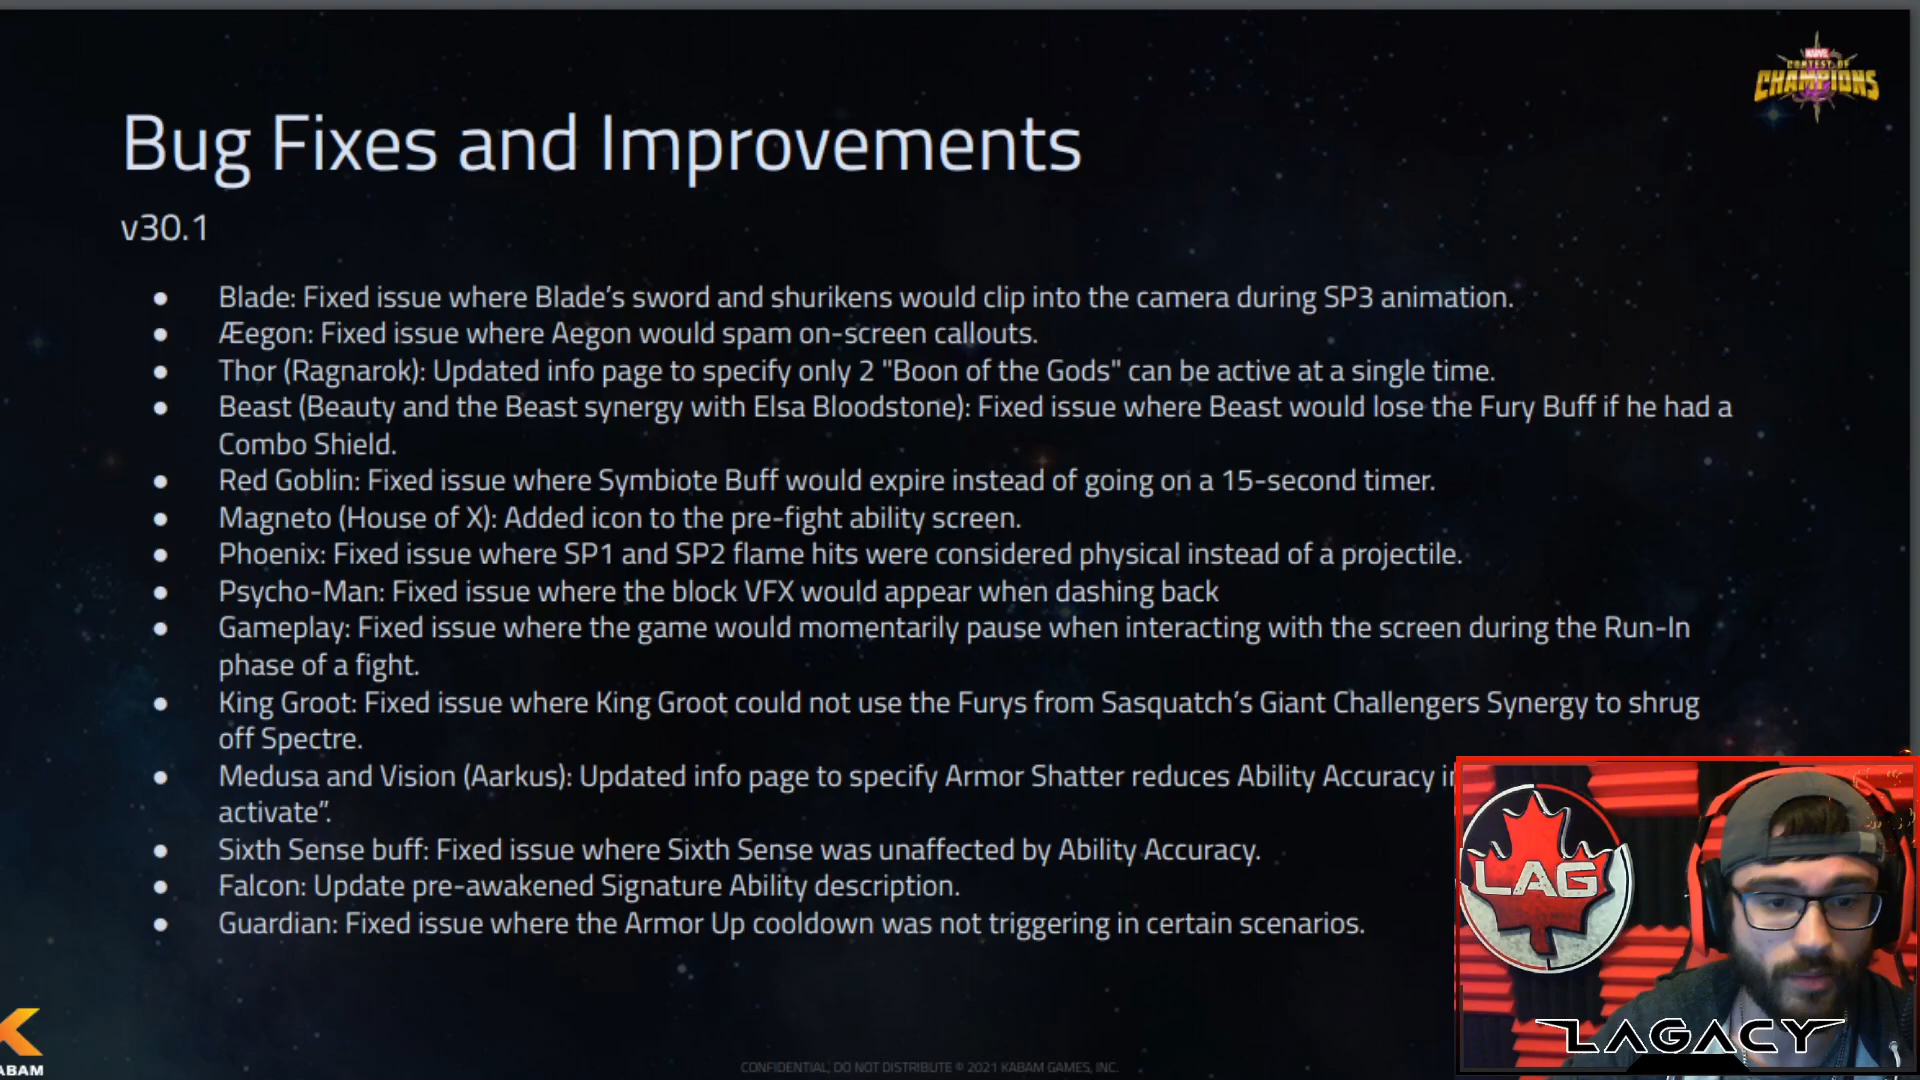 MARVEL
CONTEST OF
CHAMPIONS
Bug Fixes and Improvements
v30.1
● Blade: Fixed issue where Blade's sword and shurikens would clip into the camera during SP3 animation.
● Æegon: Fixed issue where Aegon would spam on-screen callouts.
● Thor (Ragnarok): Updated info page to specify only 2 "Boon of the Gods" can be active at a single time.
● Beast (Beauty and the Beast synergy with Elsa Bloodstone): Fixed issue where Beast would lose the Fury Buff if he had a
Combo Shield.
● Red Goblin: Fixed issue where Symbiote Buff would expire instead of going on a 15-second timer.
● Magneto (House of X): Added icon to the pre-fight ability screen.
● Phoenix: Fixed issue where SP1 and SP2 flame hits were considered physical instead of a projectile.
● Psycho-Man: Fixed issue where the block VFX would appear when dashing back
● Gameplay: Fixed issue where the game would momentarily pause when interacting with the screen during the Run-In
phase of a fight.
● King Groot: Fixed issue where King Groot could not use the Furys from Sasquatch's Giant Challengers Synergy to shrug
off Spectre.
● Medusa and Vision (Aarkus): Updated info page to specify Armor Shatter reduces Ability Accuracy
activate”.
● Sixth Sense buff: Fixed issue where Sixth Sense was unaffected by Ability Accuracy.
● Falcon: Update pre-awakened Signature Ability description.
● Guardian: Fixed issue where the Armor Up cooldown was not triggering in certain scenarios.
LAG
LAGACY
ABAM
CONFIDENTIAL, DO NOT DISTRIBUTE © 2021 KABAM GAMES, INC.